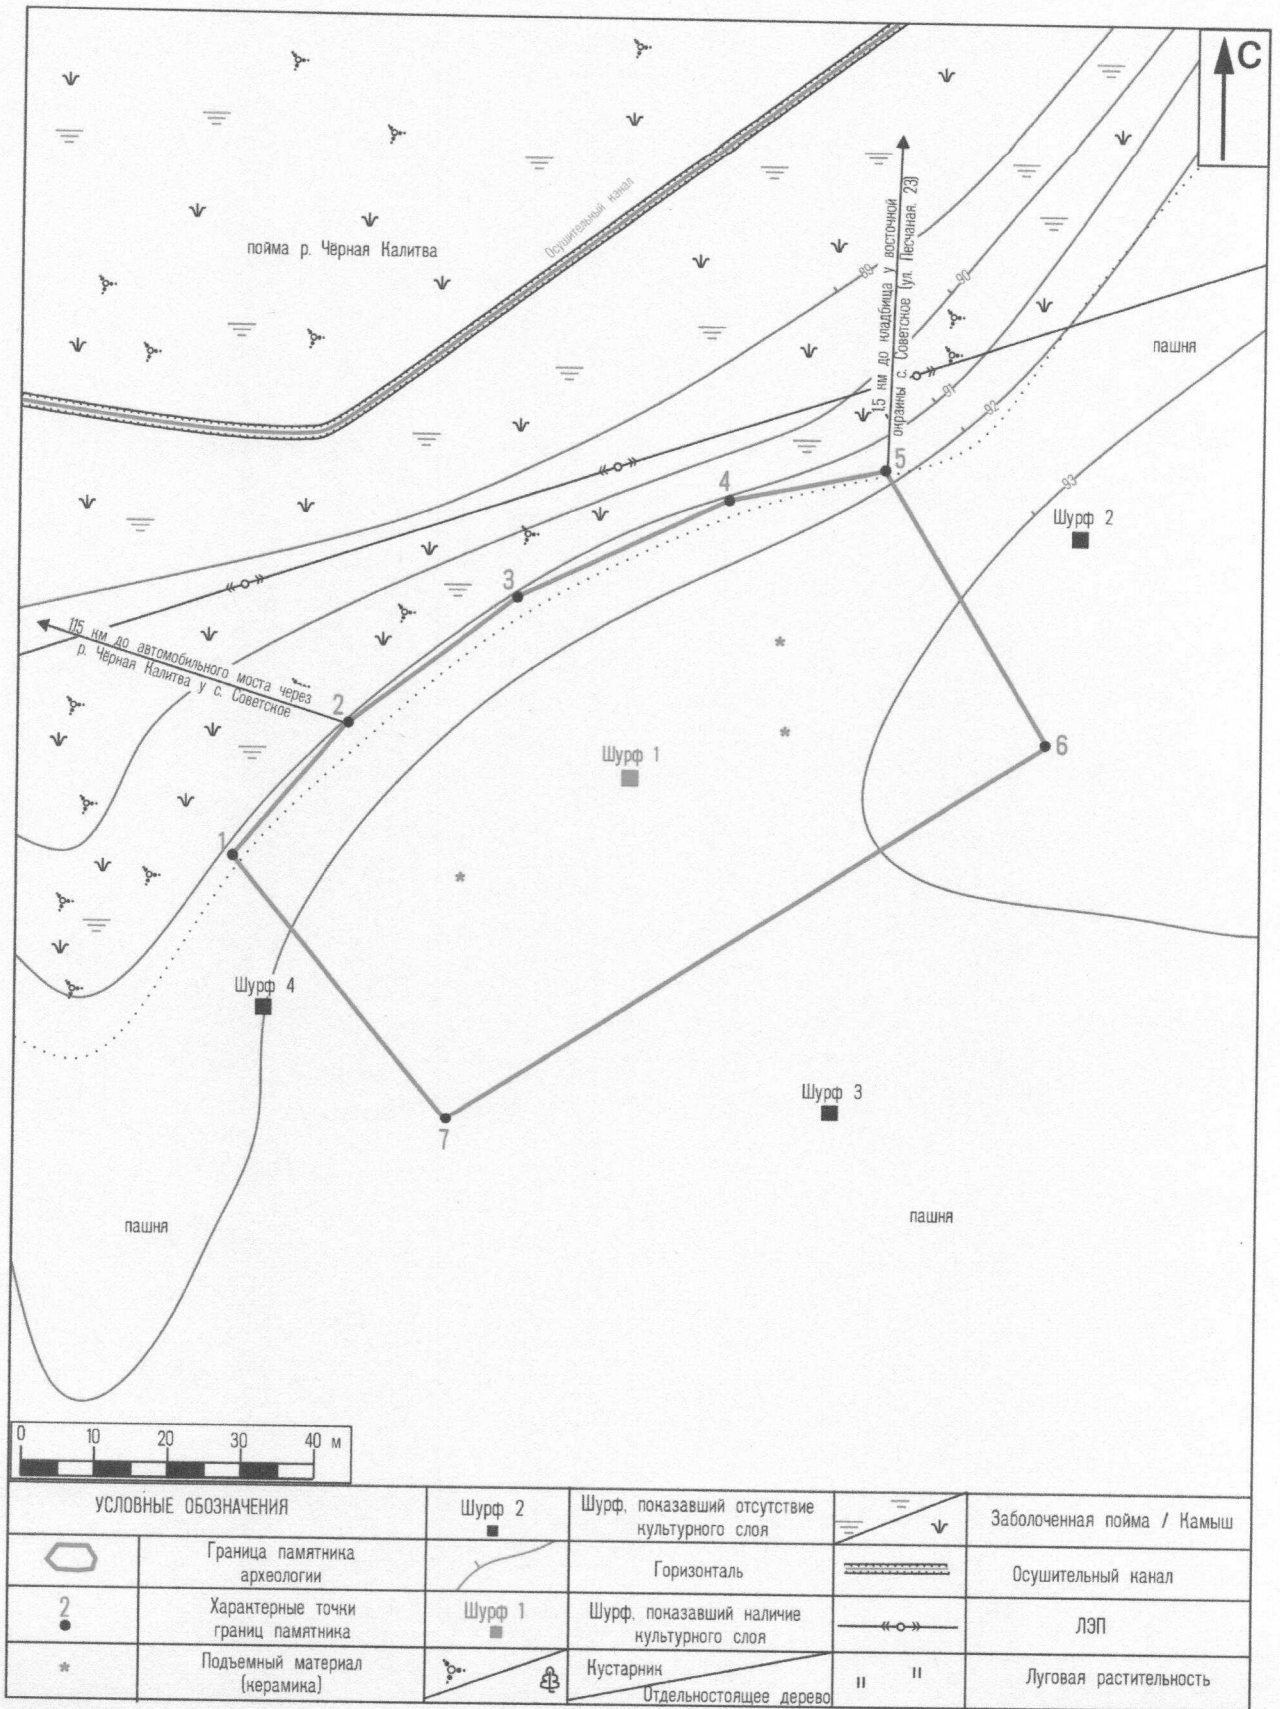 С
пойма р. Чёрная Калитва
Осушительный канал
1,5 км до кладбища у восточной
окраины с. Советское (ул. Песчаная, 23)
89
90
91
92
93
пашня
5
4
Шурф 2
3
1,15 км до автомобильного моста через
р. Чёрная Калитва у с. Советское
2
6
Шурф 1
1
Шурф 4
Шурф 3
7
пашня
пашня
0 10 20 30 40 м
УСЛОВНЫЕ ОБОЗНАЧЕНИЯ
Граница памятника
археологии
2
Характерные точки
границ памятника
*
Подъемный материал
(керамика)
Шурф 2
Шурф, показавший отсутствие
культурного слоя
Горизонталь
Шурф 1
Шурф, показавший наличие
культурного слоя
Кустарник
Отдельностоящее дерево
Заболоченная пойма / Камыш
Осушительный канал
ЛЭП
Луговая растительность